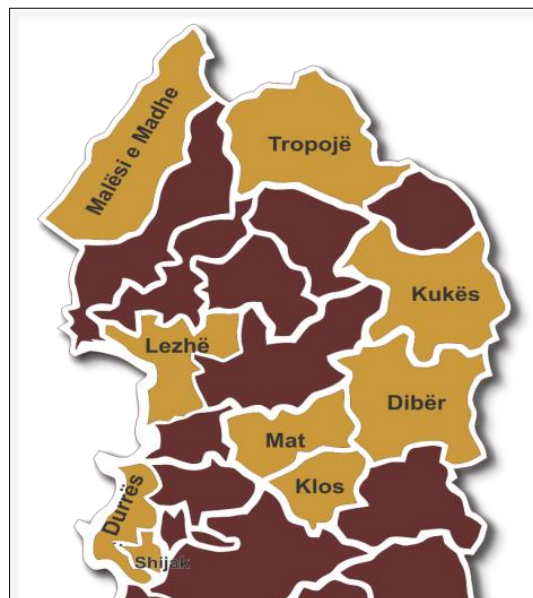 Malësi e Madhe
Tropojë
Kukës
Lezhë
Dibër
Mat
Klos
Durrës
Shijak